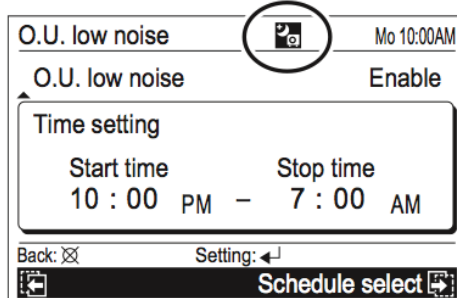 O.U. low noise Mo 10:00AM
O.U. low noise Enable
Time setting
Start time Stop time
10 : 00 PM – 7 : 00 AM
Back: Setting:
Schedule select